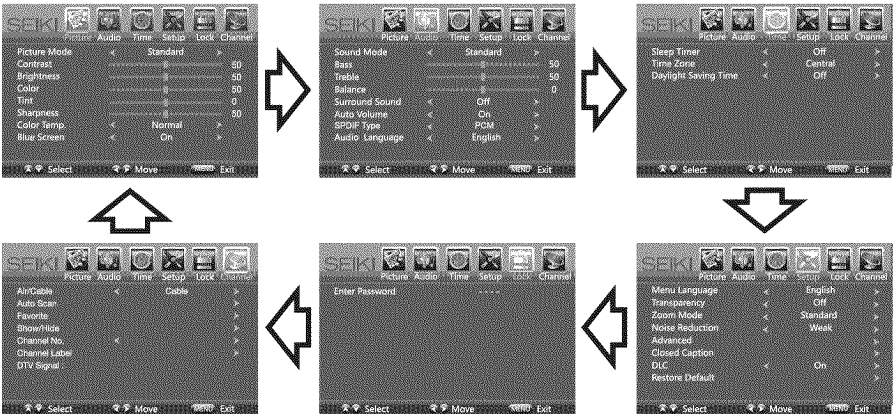 SEIKI
Picture Audio Time Setup Lock Channel
Picture Mode Standard
Contrast 50
Brightness 50
Color 50
Tint 0
Sharpness 50
Color Temp. Normal
Blue Screen On
Select Move MENU Exit
SEIKI
Picture Audio Time Setup Lock Channel
Sound Mode Standard
Bass 50
Treble 50
Balance 0
Surround Sound Off
Auto Volume On
SPDIF Type PCM
Audio Language English
Select Move MENU Exit
SEIKI
Picture Audio Time Setup Lock Channel
Sleep Timer Off
Time Zone Central
Daylight Saving Time Off
Select Move MENU Exit
SEIKI
Picture Audio Time Setup Lock Channel
Air/Cable Cable
Auto Scan
Favorite
Show/Hide
Channel No.
Channel Label
DTV Signal
Select Move MENU Exit
SEIKI
Picture Audio Time Setup Lock Channel
Enter Password - - - -
Select Move MENU Exit
SEIKI
Picture Audio Time Setup Lock Channel
Menu Language English
Transparency Off
Zoom Mode Standard
Noise Reduction Weak
Advanced
Closed Caption
DLC On
Restore Default
Select Move MENU Exit